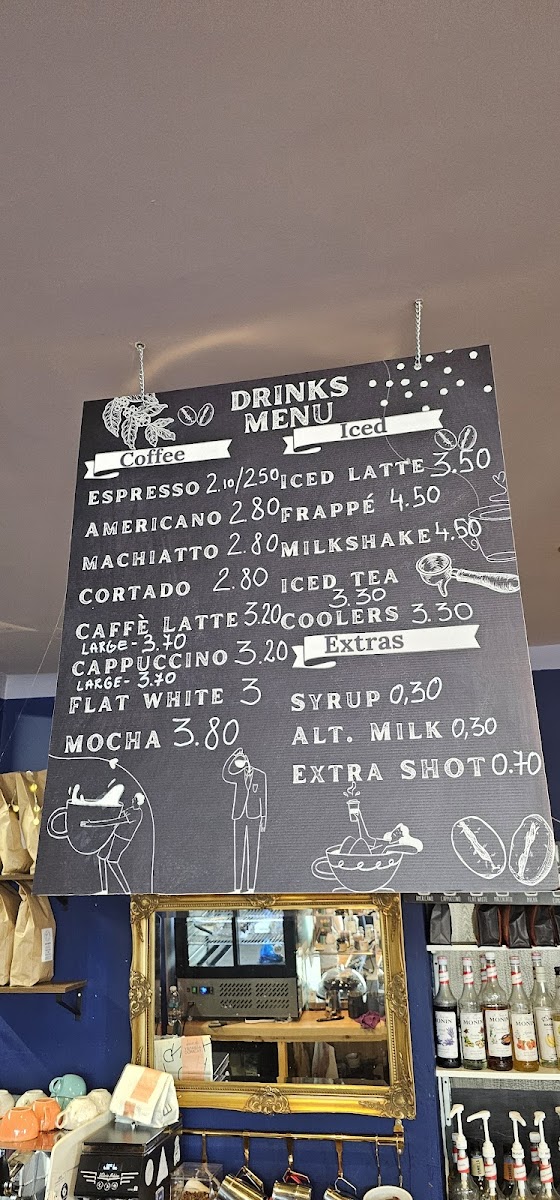 DRINKS
MENU
Coffee
ESPRESSO 2.10/2.50
AMERICANO 2.80
MACHIATTO 2.80
CORTADO 2.80
CAFFÈ LATTE 3.20
LARGE- 3.70
CAPPUCCINO 3.20
LARGE- 3.70
FLAT WHITE 3
MOCHA 3.80
Iced
ICED LATTE 3.50
FRAPPÉ 4.50
MILKSHAKE 4.50
ICED TEA
3.30
COOLERS 3.30
Extras
SYRUP 0,30
ALT. MILK 0,30
EXTRA SHOT 0.70
MONIN
MONIN
MONIN